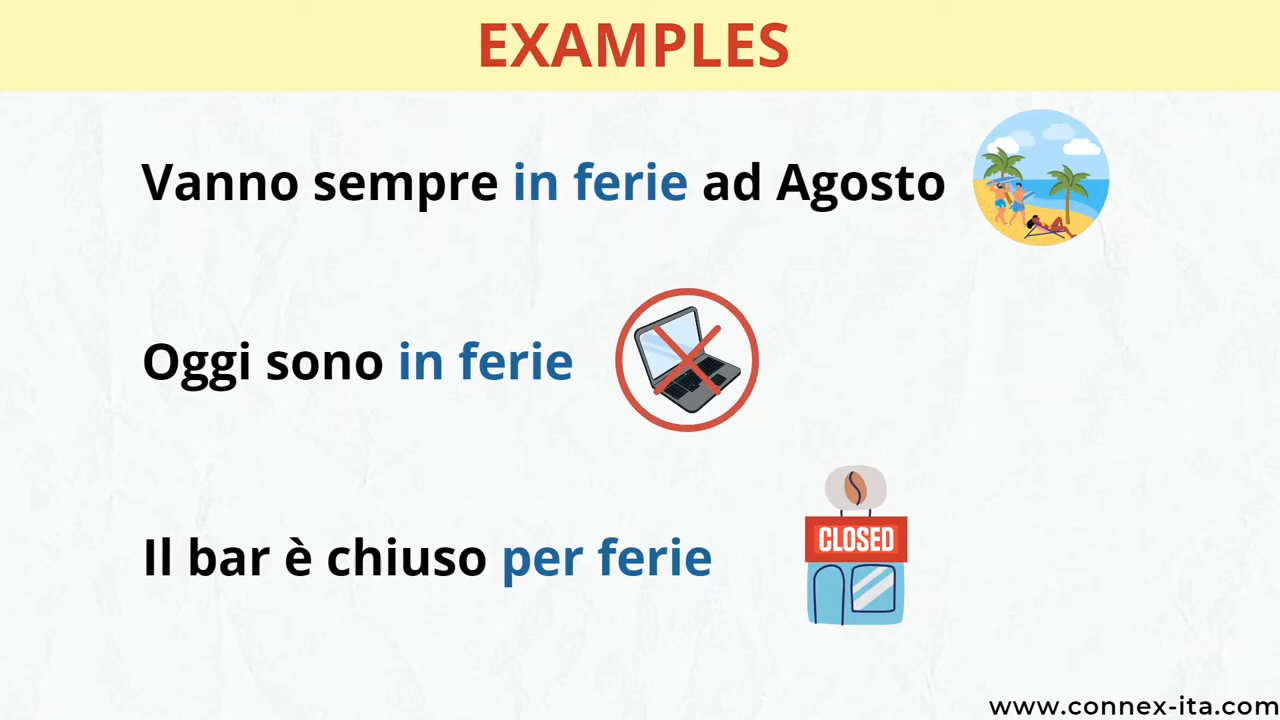 EXAMPLES
Vanno sempre in ferie ad Agosto
Oggi sono in ferie
Il bar è chiuso per ferie
CLOSED
www.connex-ita.com